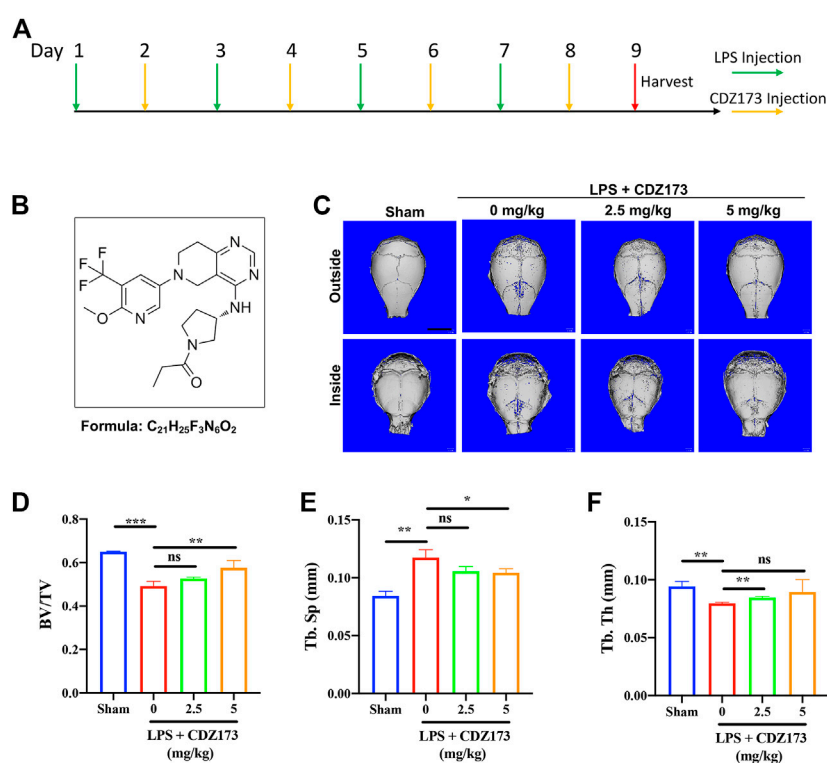 A
Day 1 2 3 4 5 6 7 8 9
LPS Injection
Harvest
CDZ173 Injection
B
F
F
F
O
N
N
N
N
NH
N
O
Formula: C₂₁H₂₅F₃N₆O₂
C
LPS + CDZ173
Sham 0 mg/kg 2.5 mg/kg 5 mg/kg
Outside
Inside
D
BV/TV
0.8
0.6
0.4
0.2
0.0
***
**
ns
Sham 0 2.5 5
LPS + CDZ173
(mg/kg)
E
Tb. Sp (mm)
0.15
0.10
0.05
0.00
*
ns
**
Sham 0 2.5 5
LPS + CDZ173
(mg/kg)
F
Tb. Th (mm)
0.15
0.10
0.05
0.00
**
ns
**
Sham 0 2.5 5
LPS + CDZ173
(mg/kg)